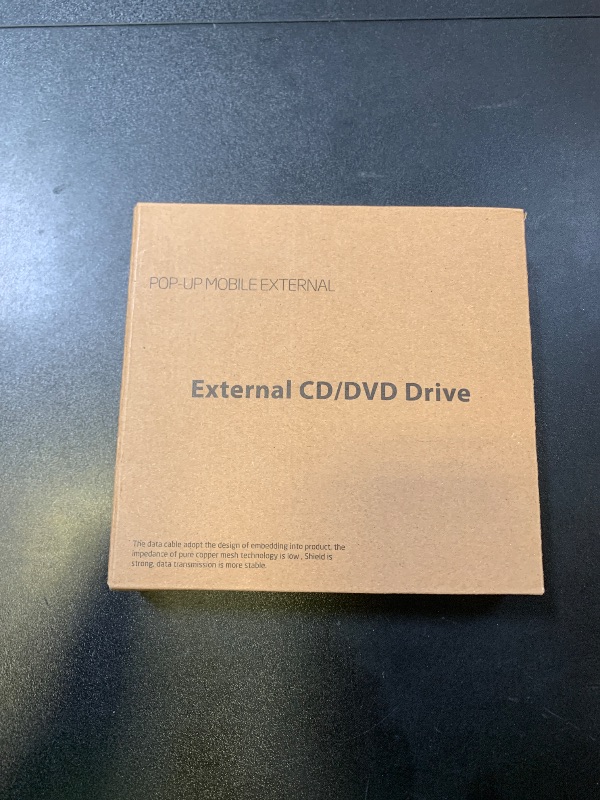 POP-UP MOBILE EXTERNAL
External CD/DVD Drive
The data cable adopt the design of embedding into product, the
impedance of pure copper mesh technology is low , Shield is
strong, data transmission is more stable.